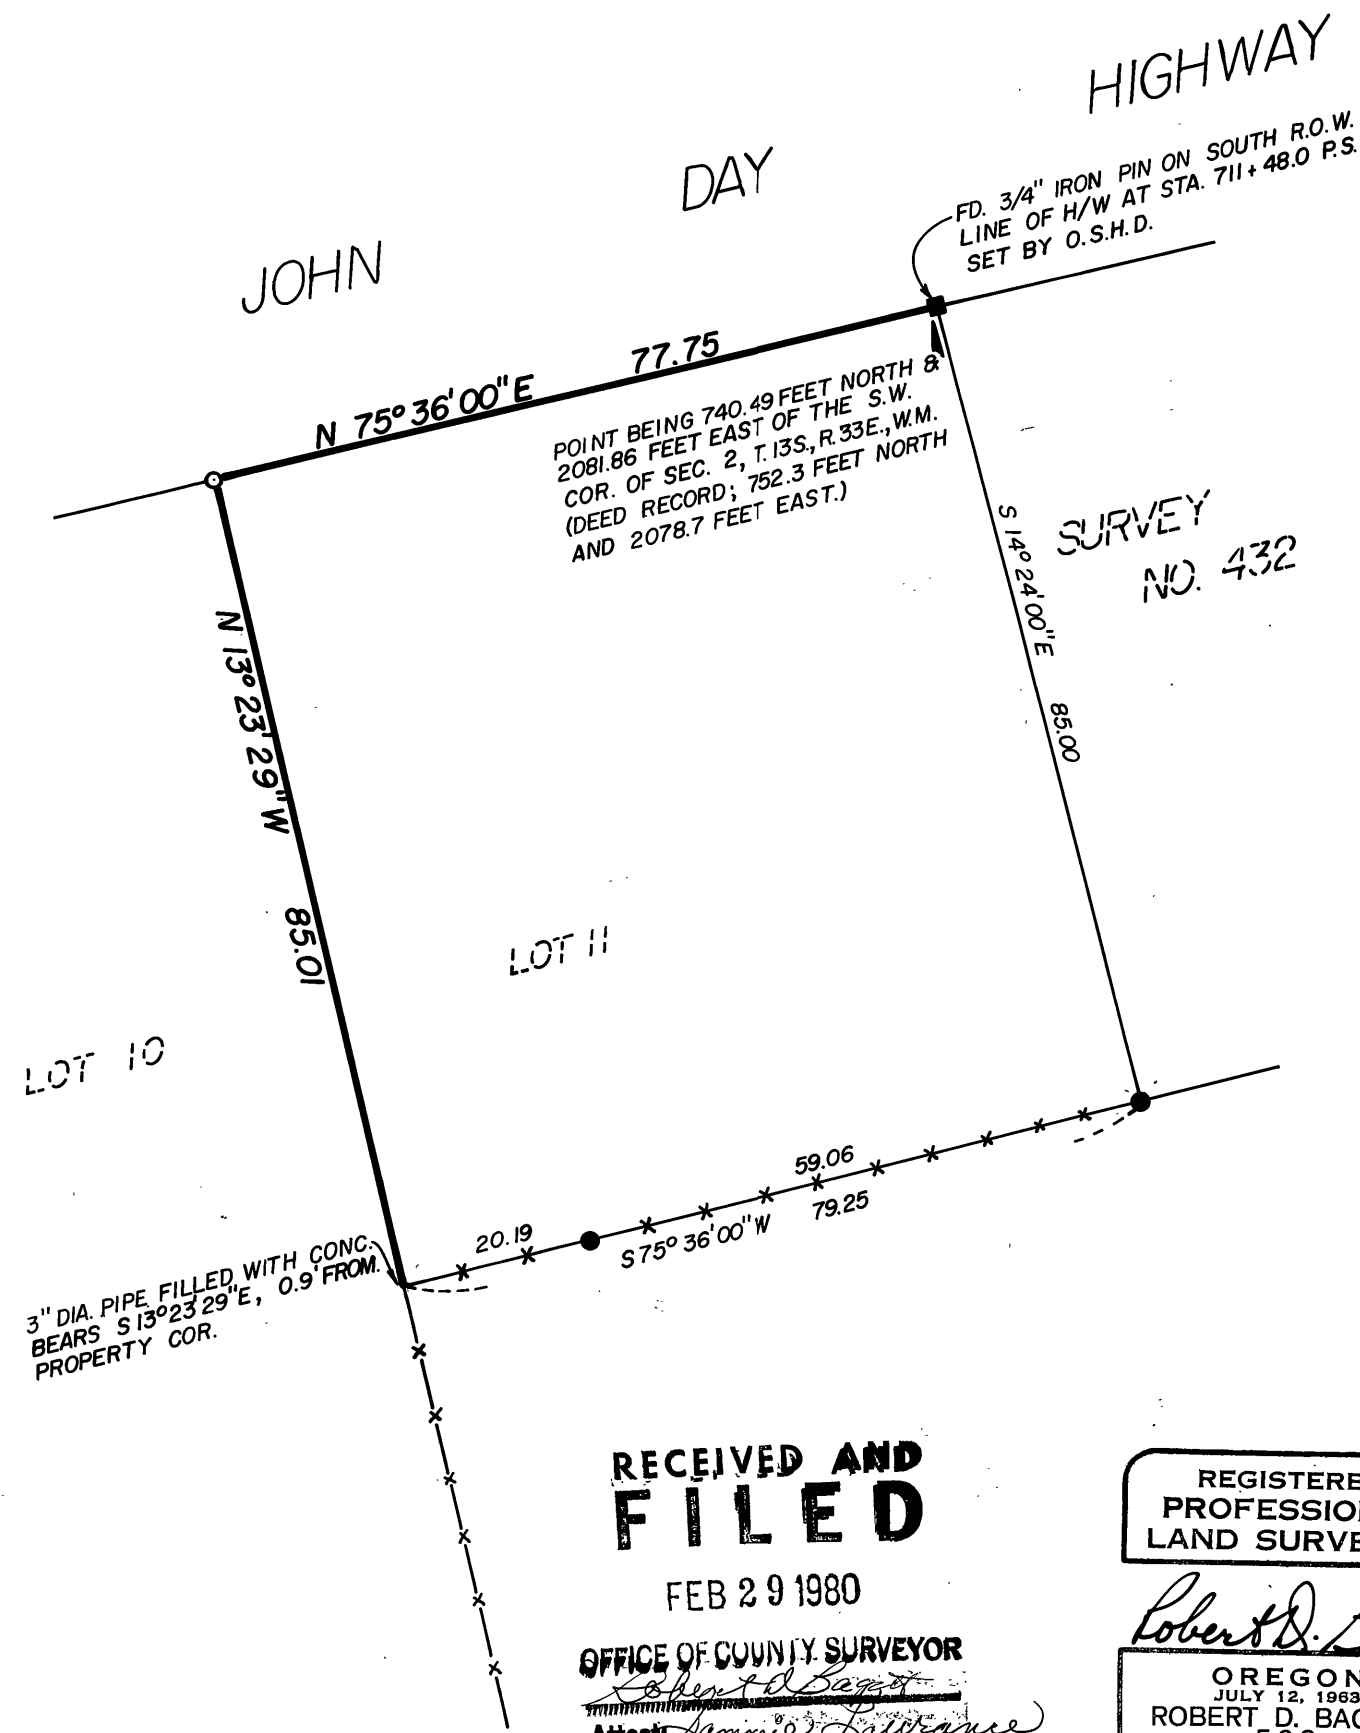 HIGHWAY
DAY
JOHN
FD. 3/4" IRON PIN ON SOUTH R.O.W.
LINE OF H/W AT STA. 711+48.0 P.S.
SET BY O.S.H.D.
77.75
N 75° 36' 00" E
POINT BEING 740.49 FEET NORTH &
2081.86 FEET EAST OF THE S.W.
COR. OF SEC. 2, T.13S., R.33E., W.M.
(DEED RECORD; 752.3 FEET NORTH
AND 2078.7 FEET EAST.)
S 14° 24' 00" E
85.00
SURVEY
NO. 432
N 13° 23' 29" W
85.01
LOT 11
LOT 10
59.06
79.25
20.19
S 75° 36' 00" W
3" DIA. PIPE FILLED WITH CONC.
BEARS S 13° 23' 29" E, 0.9' FROM
PROPERTY COR.
RECEIVED AND
FILED
FEB 29 1980
OFFICE OF COUNTY SURVEYOR
Robert D Bagett
REGISTERE
PROFESSION
LAND SURVE
Robert D.
OREGON
JULY 12, 1963
ROBERT D. BAG